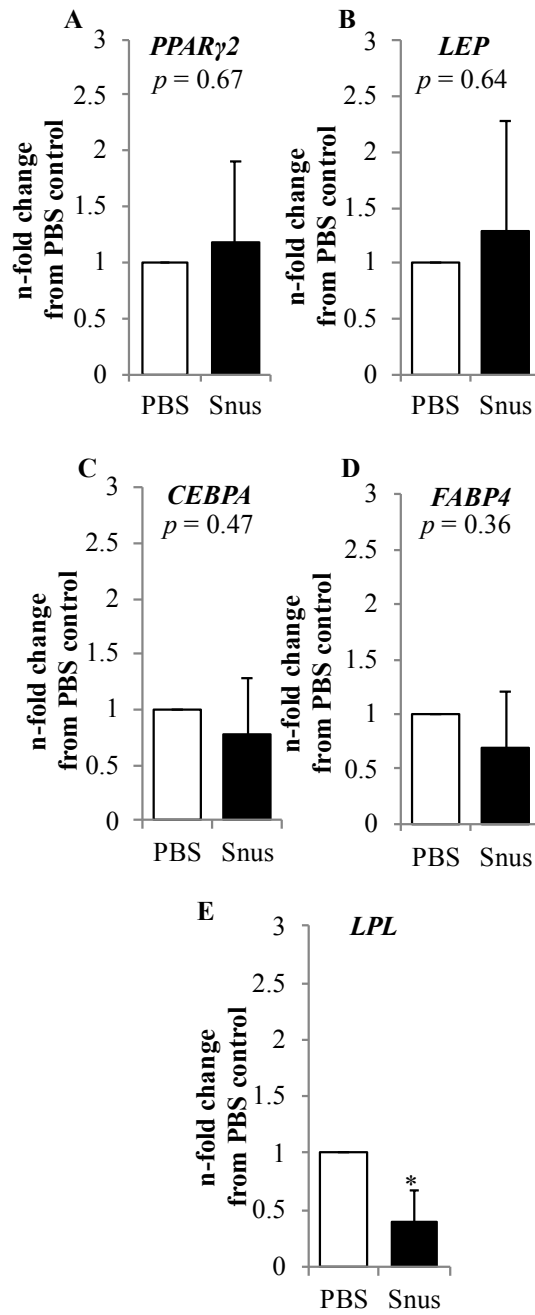 A
PPARγ2
p = 0.67
3
2.5
2
1.5
1
0.5
0
n-fold change
from PBS control
PBS Snus
B
LEP
p = 0.64
3
2.5
2
1.5
1
0.5
0
n-fold change
from PBS control
PBS Snus
C
CEBPA
p = 0.47
3
2.5
2
1.5
1
0.5
0
n-fold change
from PBS control
PBS Snus
D
FABP4
p = 0.36
3
2.5
2
1.5
1
0.5
0
n-fold change
from PBS control
PBS Snus
E
LPL
3
2.5
2
1.5
1
0.5
0
n-fold change
from PBS control
*
PBS Snus